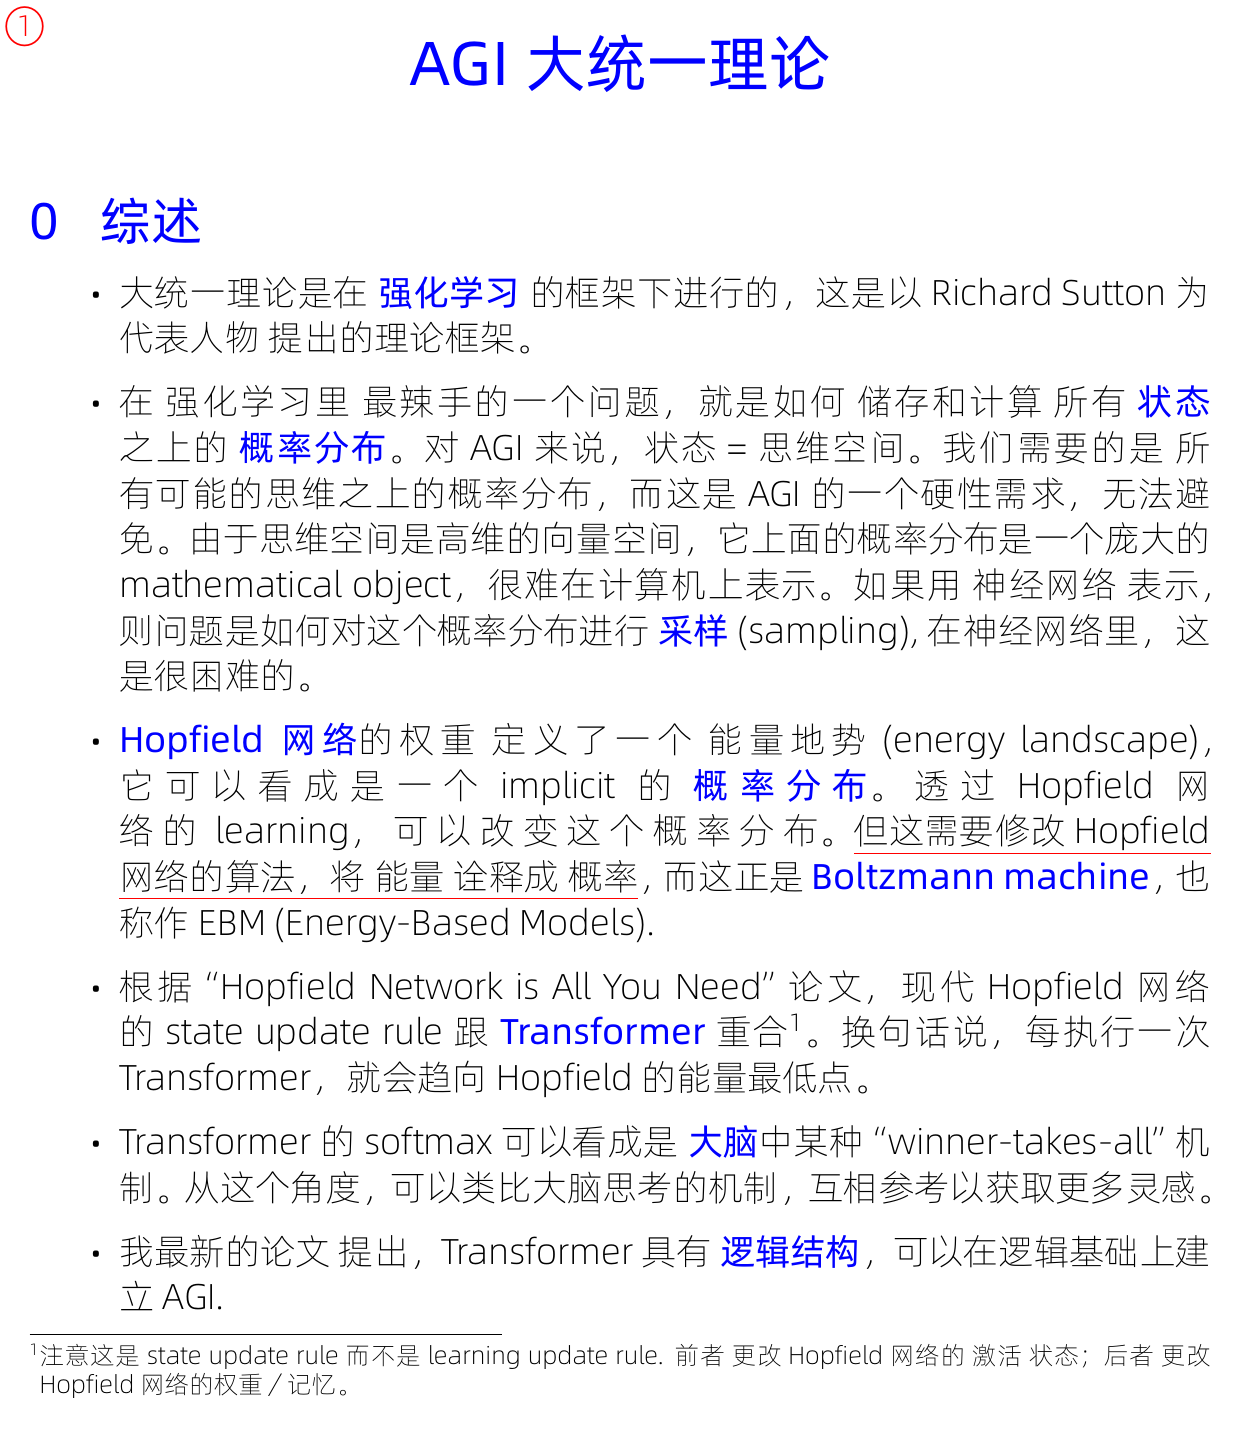 ①
AGI 大统一理论
0 综述
• 大统一理论是在 强化学习 的框架下进行的，这是以 Richard Sutton 为
代表人物 提出的理论框架。
• 在 强化学习里 最辣手的一个问题，就是如何 储存和计算 所有 状态
之上的 概率分布。对 AGI 来说，状态 = 思维空间。我们需要的是 所
有可能的思维之上的概率分布，而这是 AGI 的一个硬性需求，无法避
免。由于思维空间是高维的向量空间，它上面的概率分布是一个庞大的
mathematical object，很难在计算机上表示。如果用 神经网络 表示，
则问题是如何对这个概率分布进行 采样 (sampling), 在神经网络里，这
是很困难的。
• Hopfield 网络的权重 定义了一个 能量地势 (energy landscape),
它可以看成是一个 implicit 的 概率分布。透过 Hopfield 网
络的 learning，可以改变这个概率分布。但这需要修改 Hopfield
网络的算法，将 能量 诠释成 概率，而这正是 Boltzmann machine，也
称作 EBM (Energy-Based Models).
• 根据 “Hopfield Network is All You Need” 论文，现代 Hopfield 网络
的 state update rule 跟 Transformer 重合1。换句话说，每执行一次
Transformer，就会趋向 Hopfield 的能量最低点。
• Transformer 的 softmax 可以看成是 大脑中某种 “winner-takes-all” 机
制。从这个角度，可以类比大脑思考的机制，互相参考以获取更多灵感。
• 我最新的论文 提出，Transformer 具有 逻辑结构，可以在逻辑基础上建
立 AGI.
1注意这是 state update rule 而不是 learning update rule. 前者 更改 Hopfield 网络的 激活 状态；后者 更改
Hopfield 网络的权重 / 记忆。